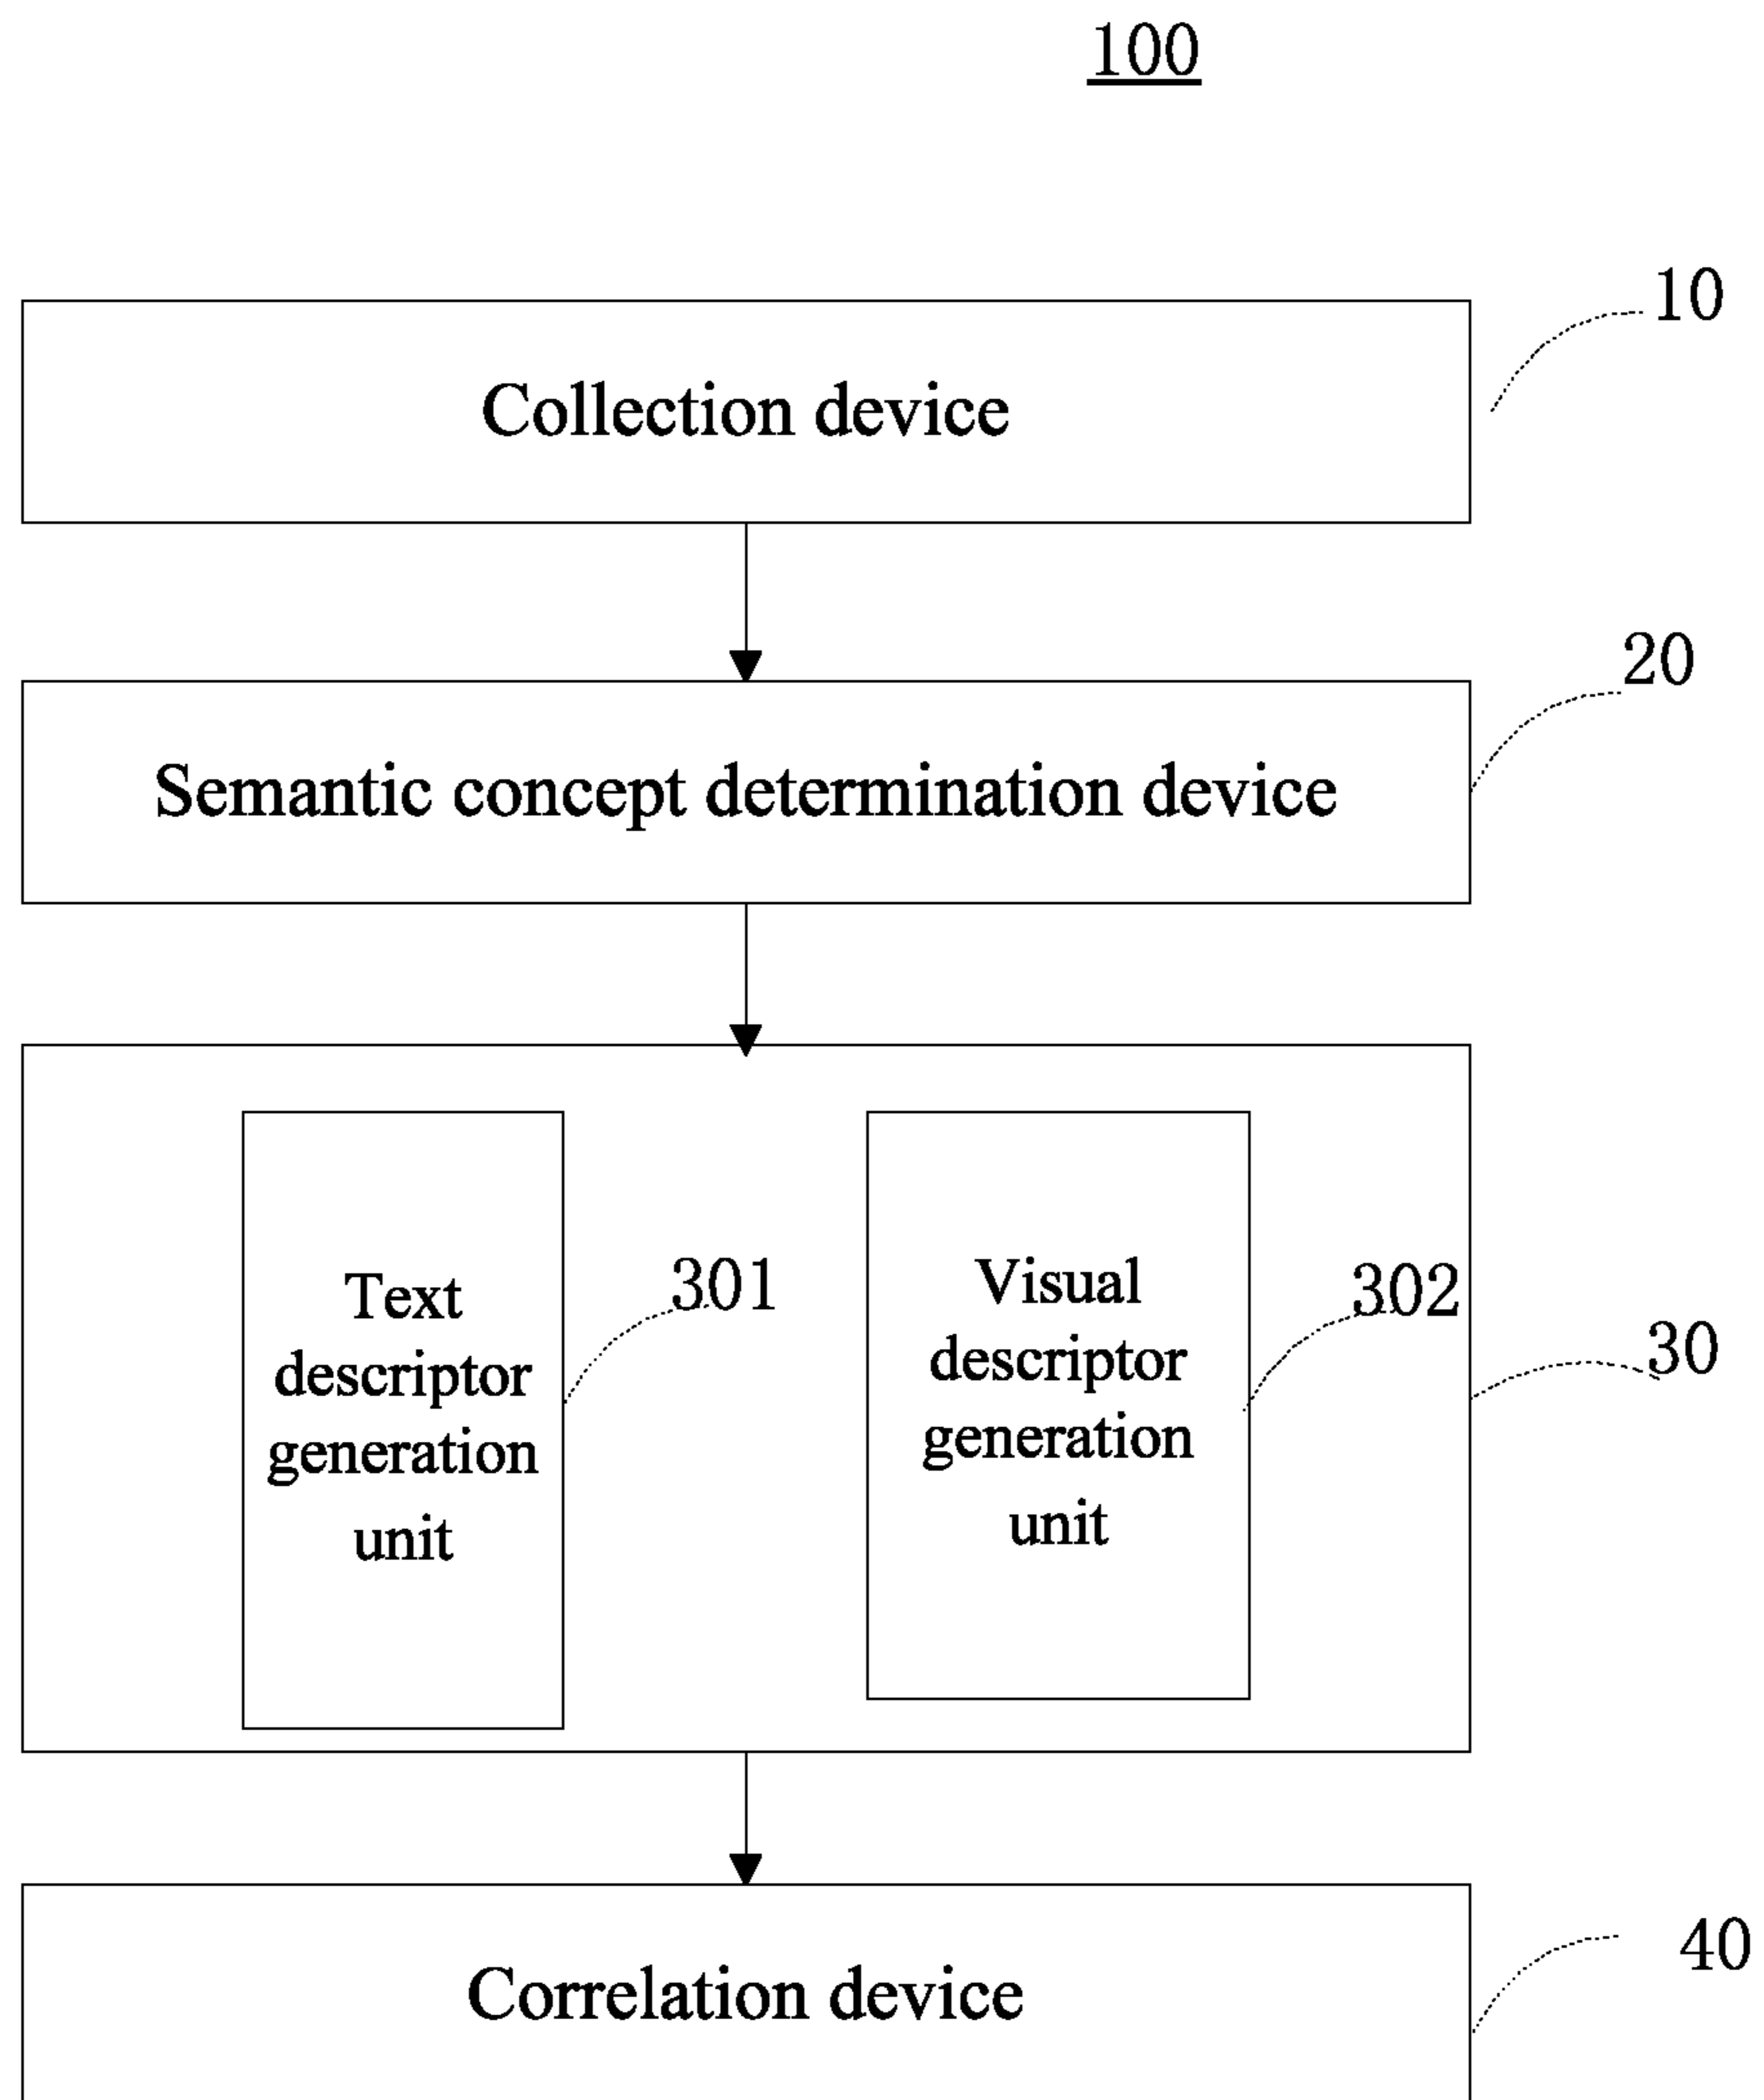 100
10
Collection device
20
Semantic concept determination device
Text
descriptor
generation
unit
301
Visual
descriptor
generation
unit
302
30
40
Correlation device